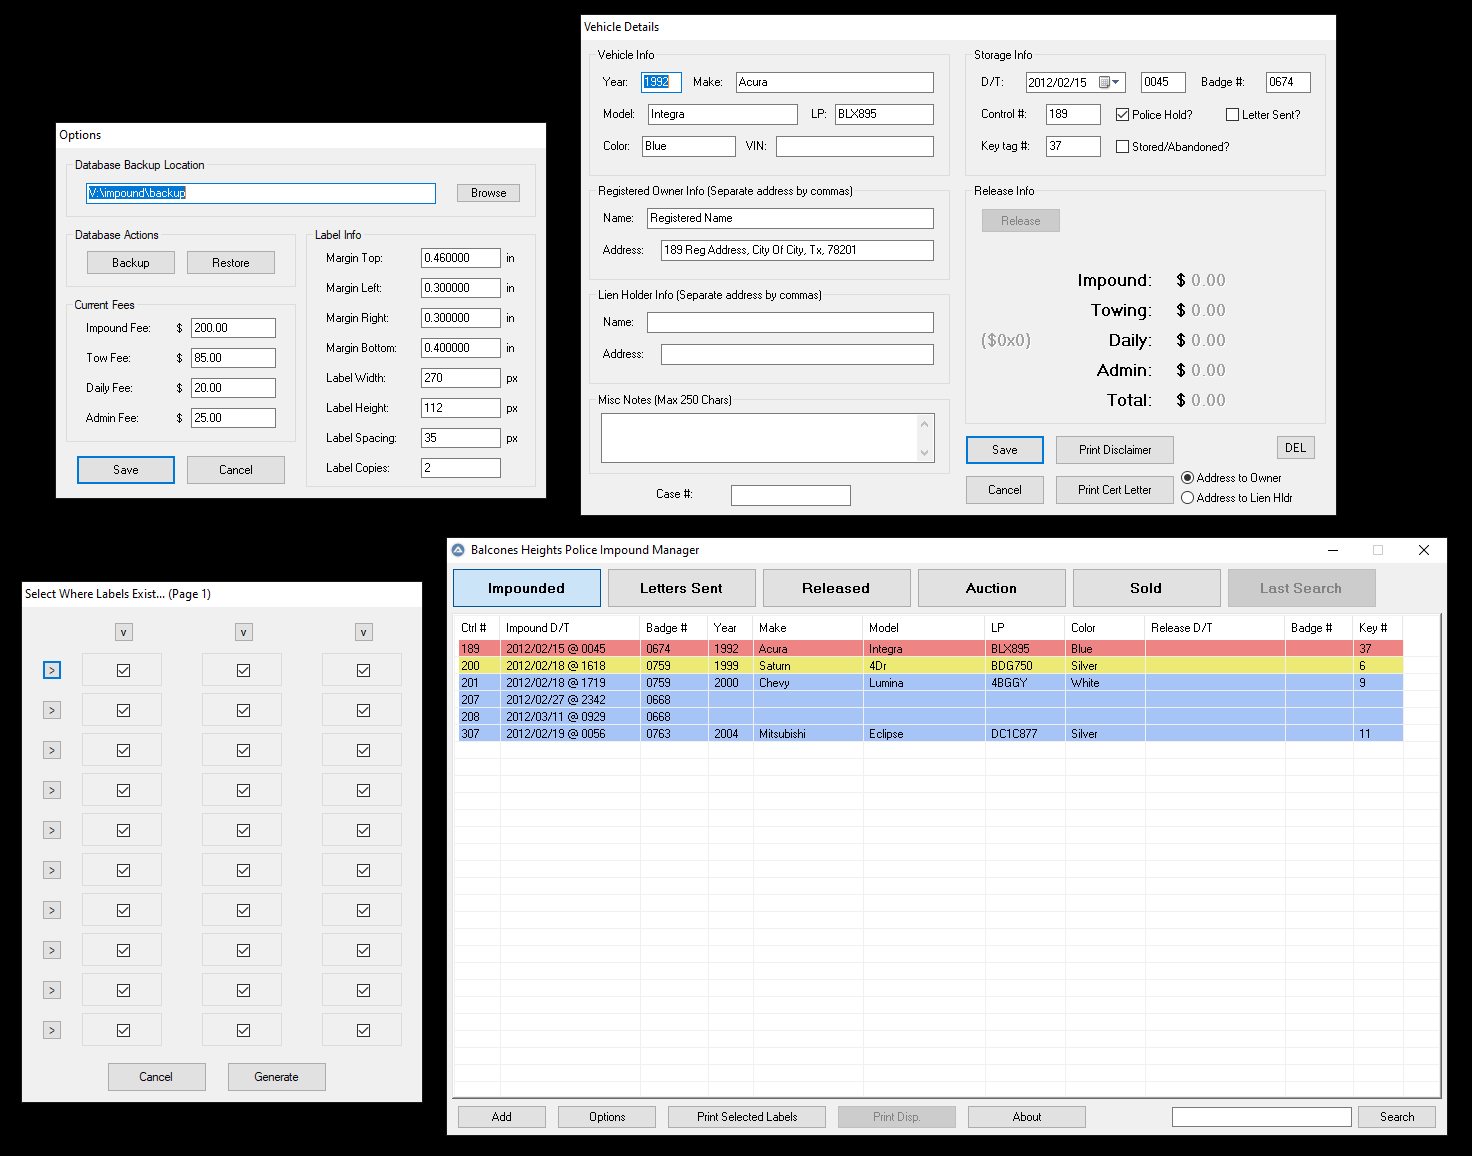 Options
Database Backup Location
V:\impound\backup Browse
Database Actions
Backup Restore
Current Fees
Impound Fee: $ 200.00
Tow Fee: $ 85.00
Daily Fee: $ 20.00
Admin Fee: $ 25.00
Save Cancel
Label Info
Margin Top: 0.460000 in
Margin Left: 0.300000 in
Margin Right: 0.300000 in
Margin Bottom: 0.400000 in
Label Width: 270 px
Label Height: 112 px
Label Spacing: 35 px
Label Copies: 2
Vehicle Details
Vehicle Info
Year: 1992 Make: Acura
Model: Integra LP: BLX895
Color: Blue VIN:
Registered Owner Info (Separate address by commas)
Name: Registered Name
Address: 189 Reg Address, City Of City, Tx, 78201
Lien Holder Info (Separate address by commas)
Name:
Address:
Misc Notes (Max 250 Chars)
Case #:
Storage Info
D/T: 2012/02/15 0045 Badge #: 0674
Control #: 189 Police Hold? Letter Sent?
Key tag #: 37 Stored/Abandoned?
Release Info
Release
Impound: $ 0.00
Towing: $ 0.00
($0x0) Daily: $ 0.00
Admin: $ 0.00
Total: $ 0.00
Save Print Disclaimer DEL
Cancel Print Cert Letter
Address to Owner
Address to Lien Hldr
Select Where Labels Exist... (Page 1)
v v v
>
>
>
>
>
>
>
>
>
>
Cancel Generate
Balcones Heights Police Impound Manager
Impounded Letters Sent Released Auction Sold Last Search
Ctrl # Impound D/T Badge # Year Make Model LP Color Release D/T Badge # Key #
189 2012/02/15 @ 0045 0674 1992 Acura Integra BLX895 Blue 37
200 2012/02/18 @ 1618 0759 1999 Saturn 4Dr BDG750 Silver 6
201 2012/02/18 @ 1719 0759 2000 Chevy Lumina 4BGGY White 9
207 2012/02/27 @ 2342 0668
208 2012/03/11 @ 0929 0668
307 2012/02/19 @ 0056 0763 2004 Mitsubishi Eclipse DC1C877 Silver 11
Add Options Print Selected Labels Print Disp. About Search